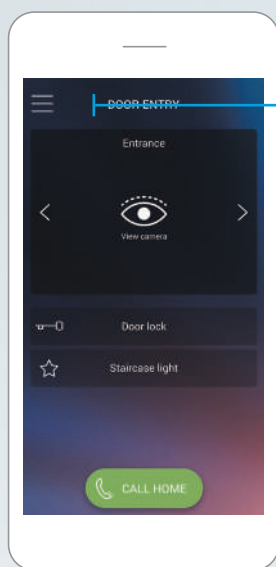 DOOR ENTRY
Entrance
View camera
Door lock
Staircase light
CALL HOME